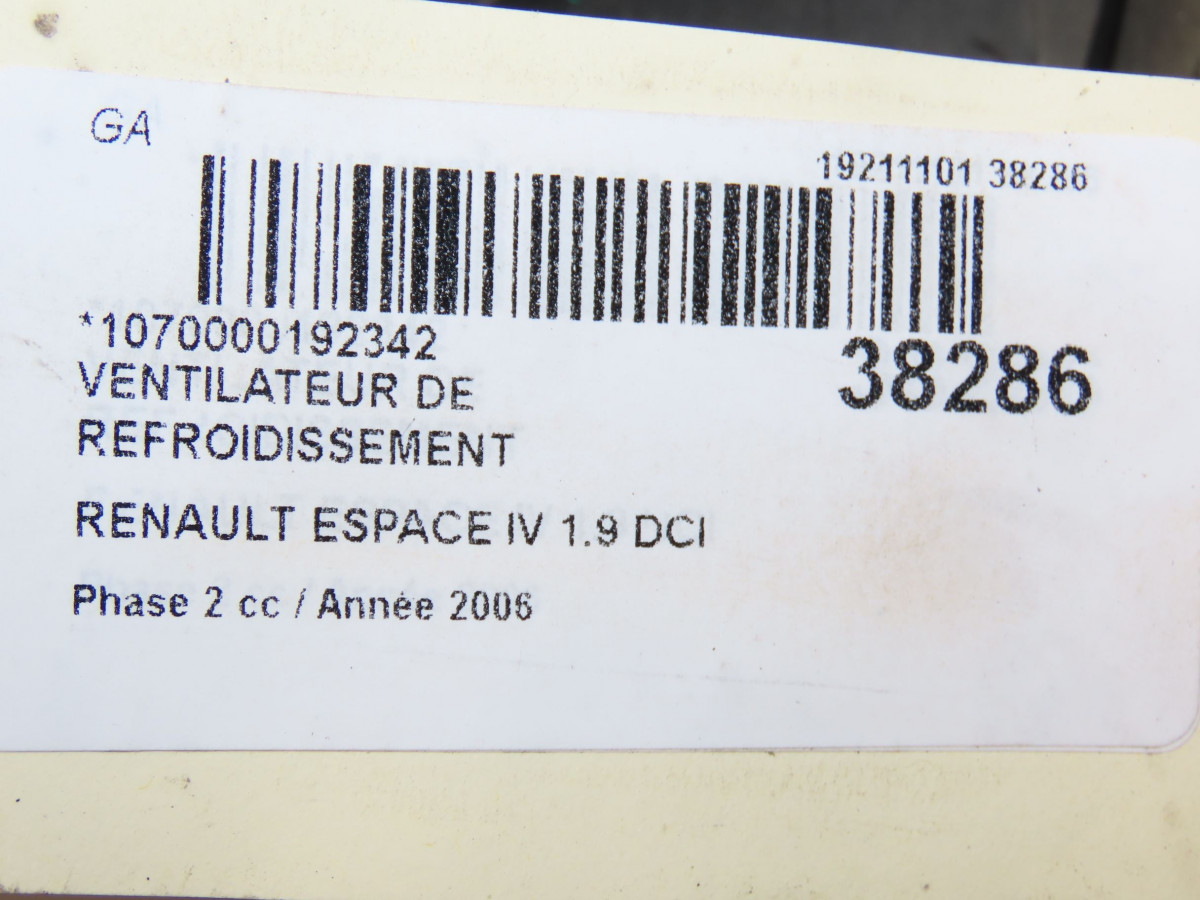 GA
19211101 38286
*1070000192342
38286
VENTILATEUR DE
REFROIDISSEMENT
RENAULT ESPACE IV 1.9 DCI
Phase 2 cc / Année 2006